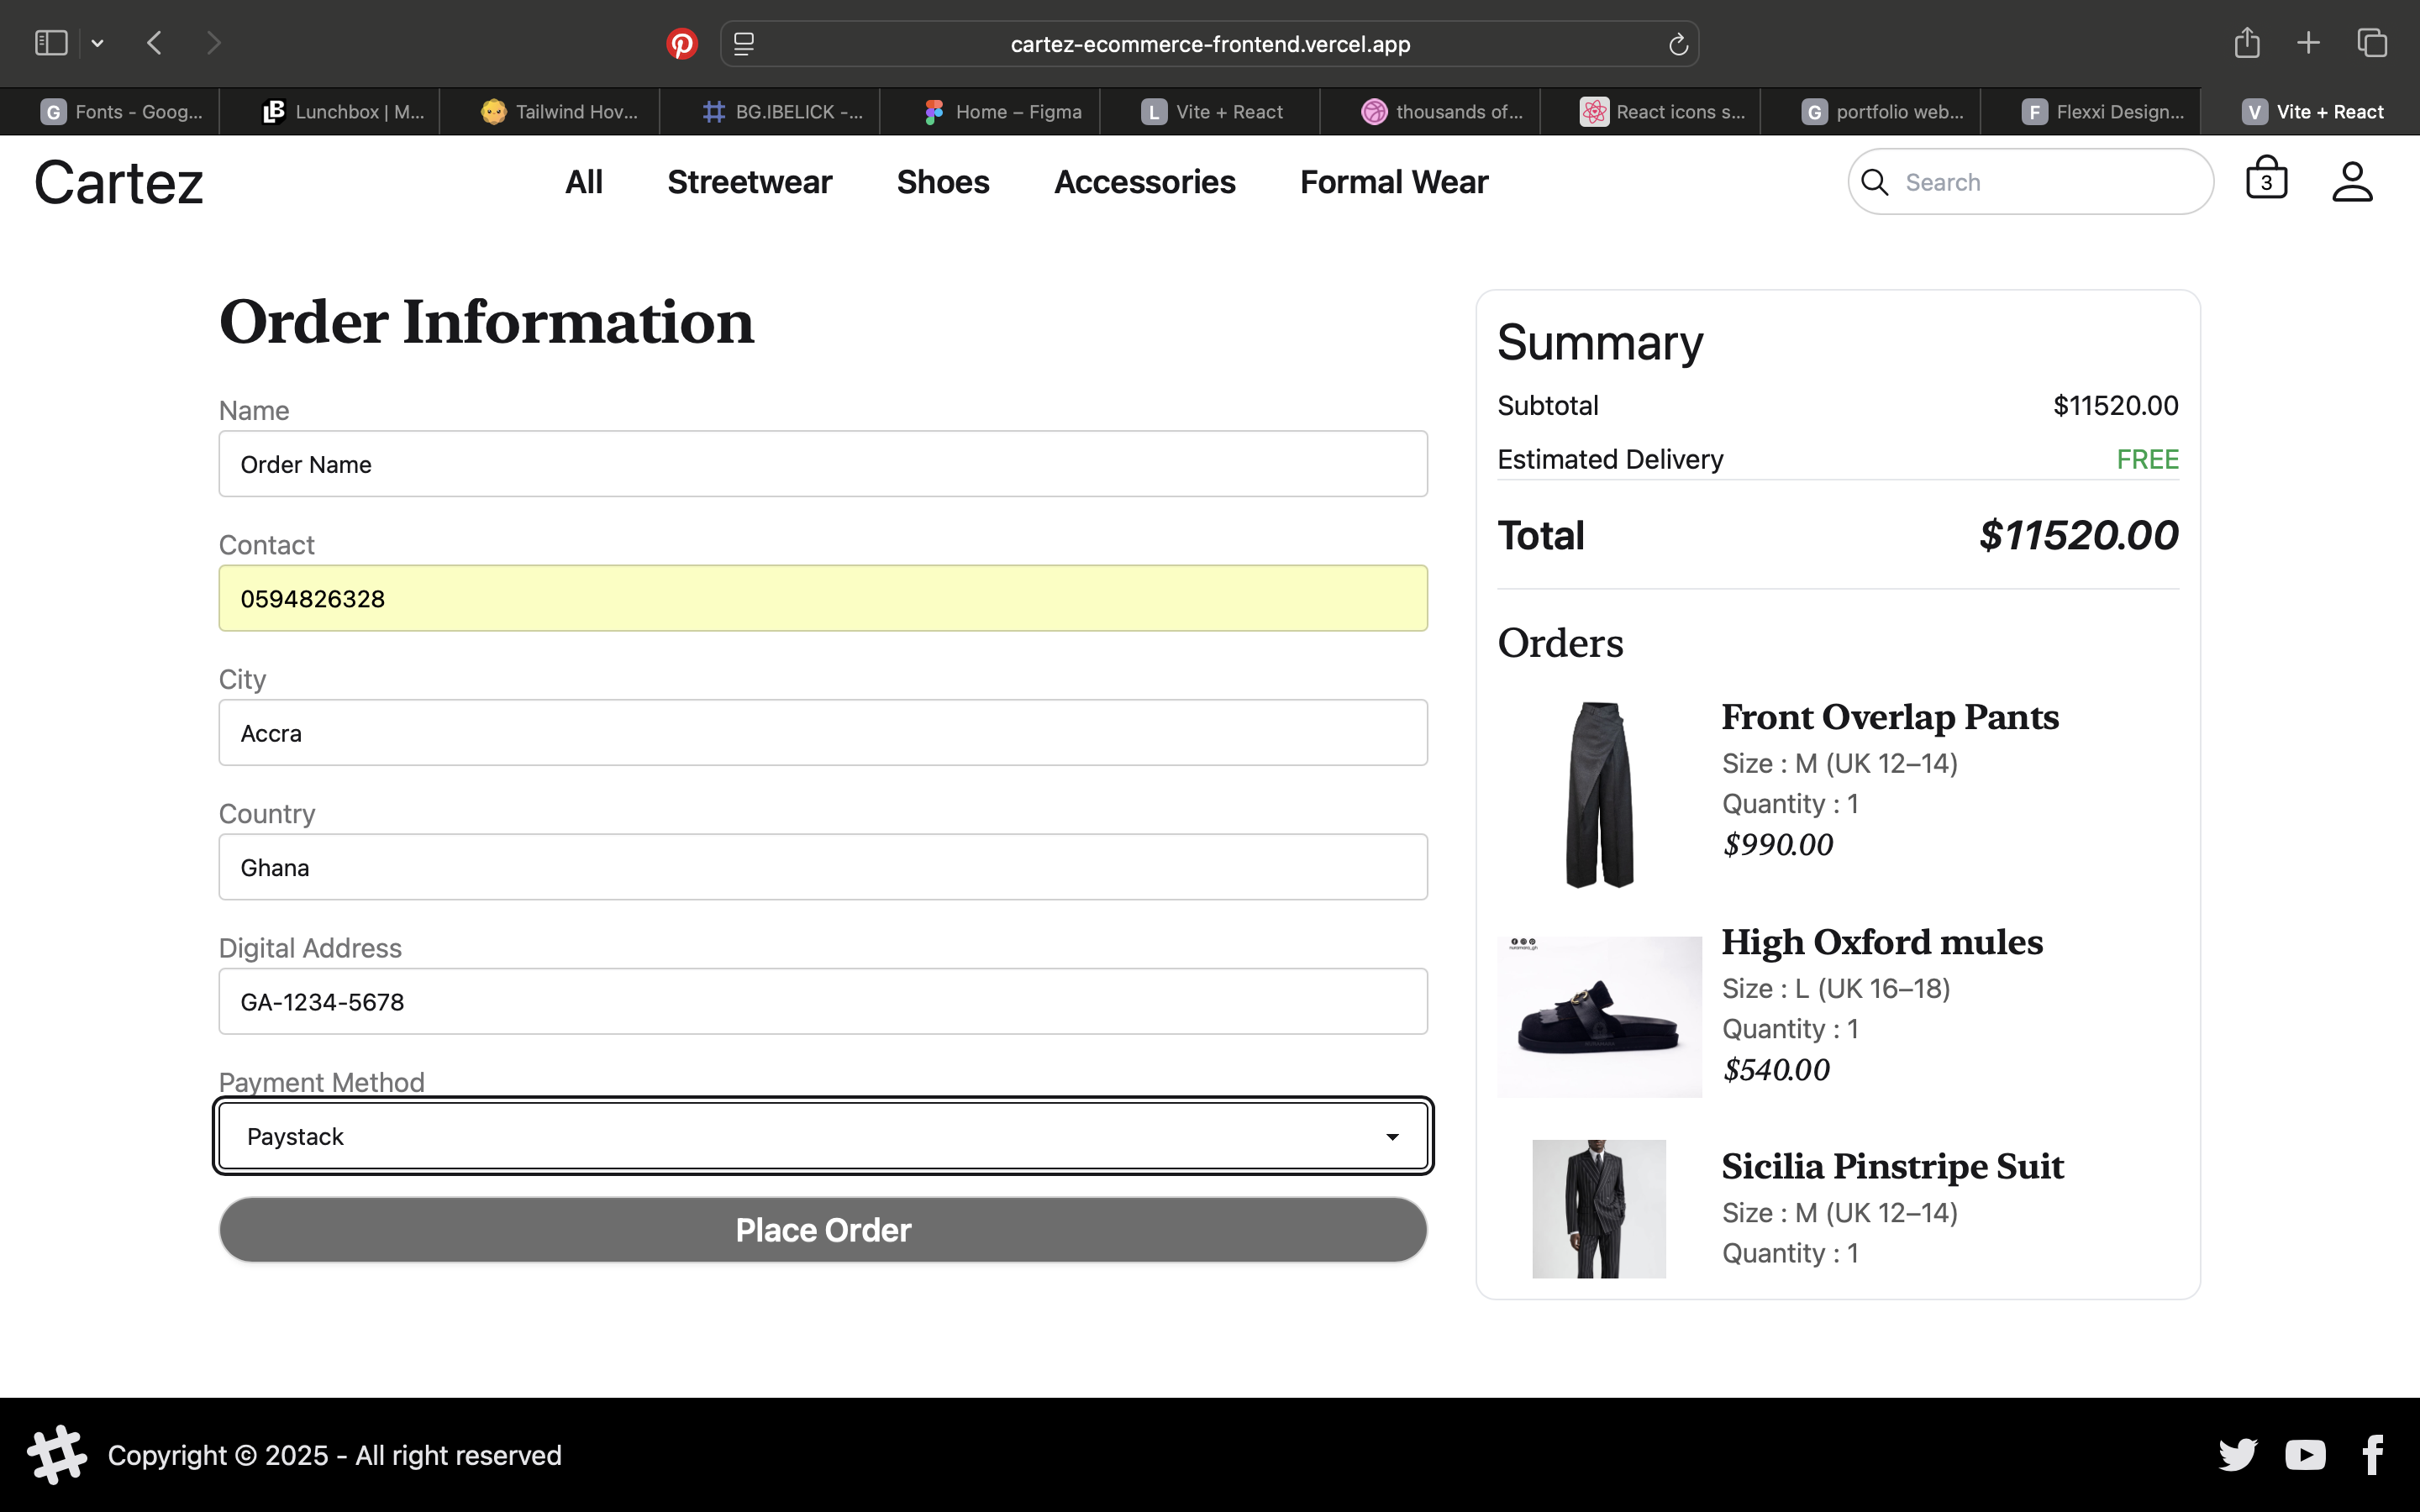 cartez-ecommerce-frontend.vercel.app
G Fonts - Goog...
LB Lunchbox | M...
Tailwind Hov...
BG.IBELICK -...
Home – Figma
L Vite + React
thousands of...
React icons s...
G portfolio web...
F Flexxi Design...
V Vite + React
Cartez
All
Streetwear
Shoes
Accessories
Formal Wear
Search
3
Order Information
Name
Order Name
Contact
0594826328
City
Accra
Country
Ghana
Digital Address
GA-1234-5678
Payment Method
Paystack
Place Order
Summary
Subtotal $11520.00
Estimated Delivery FREE
Total $11520.00
Orders
Front Overlap Pants
Size : M (UK 12–14)
Quantity : 1
$990.00
High Oxford mules
Size : L (UK 16–18)
Quantity : 1
$540.00
Sicilia Pinstripe Suit
Size : M (UK 12–14)
Quantity : 1
Copyright © 2025 - All right reserved